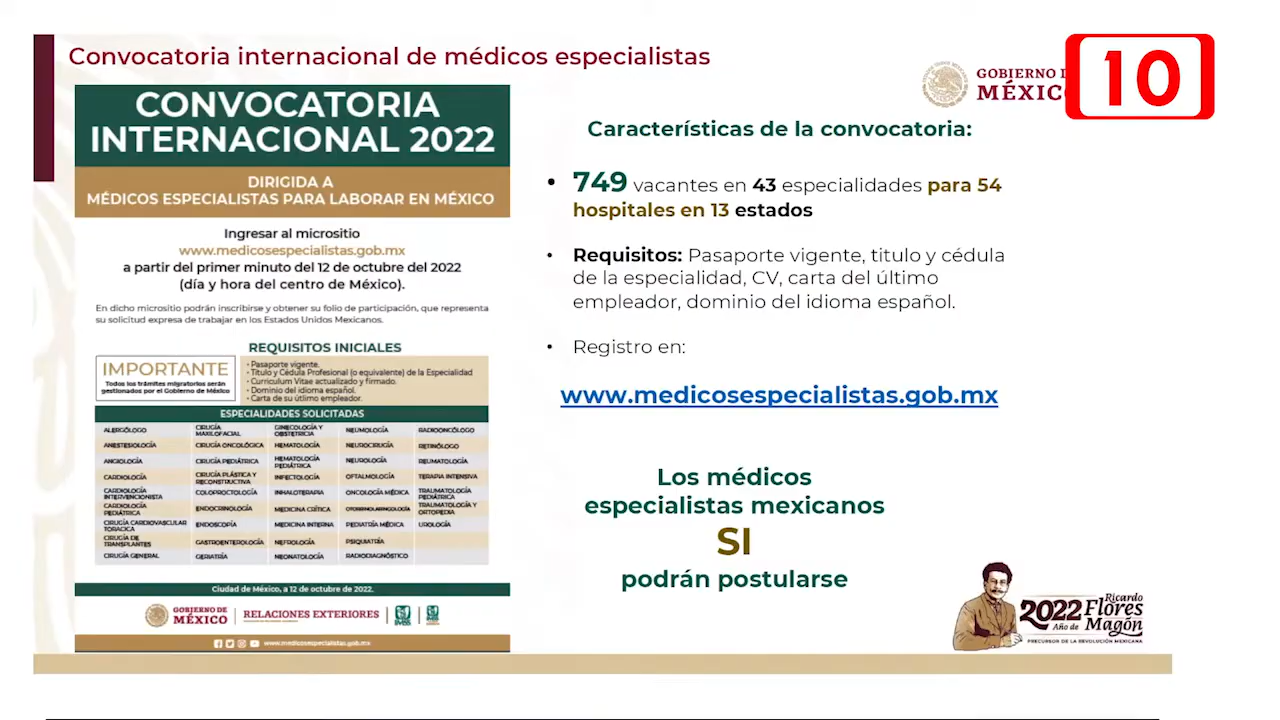 Convocatoria internacional de médicos especialistas
GOBIERNO DE
MÉXICO
10
CONVOCATORIA
INTERNACIONAL 2022
DIRIGIDA A
MÉDICOS ESPECIALISTAS PARA LABORAR EN MÉXICO
Ingresar al micrositio
www.medicosespecialistas.gob.mx
a partir del primer minuto del 12 de octubre del 2022
(día y hora del centro de México).
En dicho micrositio podrán inscribirse y obtener su folio de participación, que representa
su solicitud expresa de trabajar en los Estados Unidos Mexicanos.
REQUISITOS INICIALES
IMPORTANTE
Todos los trámites migratorios serán
gestionados por el Gobierno de México
• Pasaporte vigente.
• Título y Cédula Profesional (o equivalente) de la Especialidad
• Curriculum Vitae actualizado y firmado.
• Dominio del idioma español.
• Carta de su útlimo empleador.
ESPECIALIDADES SOLICITADAS
ALERGÓLOGO
CIRUGÍA MAXILOFACIAL
GINECOLOGÍA Y OBSTETRICIA
NEUMOLOGÍA
RADIOONCÓLOGO
ANESTESIOLOGÍA
CIRUGÍA ONCOLÓGICA
HEMATOLOGÍA
NEUROCIRUGÍA
RETINÓLOGO
ANGIOLOGÍA
CIRUGÍA PEDIÁTRICA
HEMATOLOGÍA PEDIÁTRICA
NEUROLOGÍA
REUMATOLOGÍA
CARDIOLOGÍA
CIRUGÍA PLÁSTICA Y RECONSTRUCTIVA
INFECTOLOGÍA
OFTALMOLOGÍA
TERAPIA INTENSIVA
CARDIOLOGÍA INTERVENCIONISTA
COLOPROCTOLOGÍA
INHALOTERAPIA
ONCOLOGÍA MÉDICA
TRAUMATOLOGÍA PEDIÁTRICA
CARDIOLOGÍA PEDIÁTRICA
ENDOCRINOLOGÍA
MEDICINA CRÍTICA
OTORRINOLARINGOLOGÍA
TRAUMATOLOGÍA Y ORTOPEDIA
CIRUGÍA CARDIOVASCULAR TORACICA
ENDOSCOPÍA
MEDICINA INTERNA
PEDIATRÍA MÉDICA
UROLOGÍA
CIRUGÍA DE TRANSPLANTES
GASTROENTEROLOGÍA
NEFROLOGÍA
PSIQUIATRÍA
CIRUGÍA GENERAL
GERIATRÍA
NEONATOLOGÍA
RADIODIAGNÓSTICO
Ciudad de México, a 12 de octubre de 2022.
GOBIERNO DE
MÉXICO
RELACIONES EXTERIORES
www.medicosespecialistas.gob.mx
Características de la convocatoria:
• 749 vacantes en 43 especialidades para 54
hospitales en 13 estados
• Requisitos: Pasaporte vigente, titulo y cédula
de la especialidad, CV, carta del último
empleador, dominio del idioma español.
• Registro en:
www.medicosespecialistas.gob.mx
Los médicos
especialistas mexicanos
SI
podrán postularse
2022 Ricardo
Flores
Año de Magón
PRECURSOR DE LA REVOLUCIÓN MEXICANA